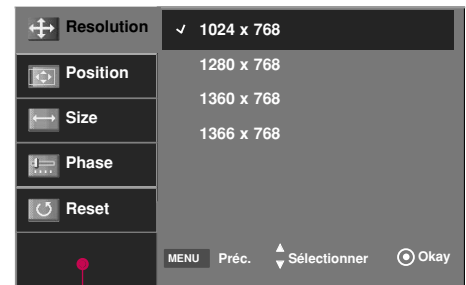 Resolution
Position
Size
Phase
Reset
1024 x 768
1280 x 768
1360 x 768
1366 x 768
MENU Préc. Sélectionner Okay